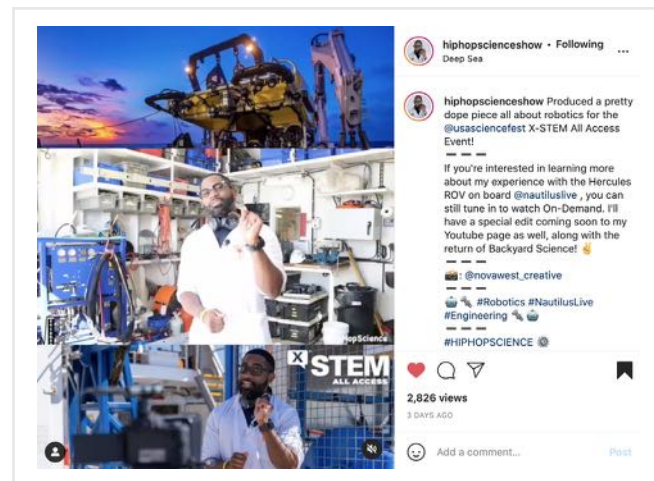 hiphopscienceshow • Following
Deep Sea
hiphopscienceshow Produced a pretty
dope piece all about robotics for the
@usasciencefest X-STEM All Access
Event!
— — —
If you're interested in learning more
about my experience with the Hercules
ROV on board @nautiluslive , you can
still tune in to watch On-Demand. I'll
have a special edit coming soon to my
Youtube page as well, along with the
return of Backyard Science! ✌️
— — —
📸: @novawest_creative
— — —
🤖 🔩 #Robotics #NautilusLive
#Engineering 🔩 🤖
— — —
#HIPHOPSCIENCE
2,826 views
3 DAYS AGO
Add a comment...
Post
HopScience
X STEM
ALL ACCESS